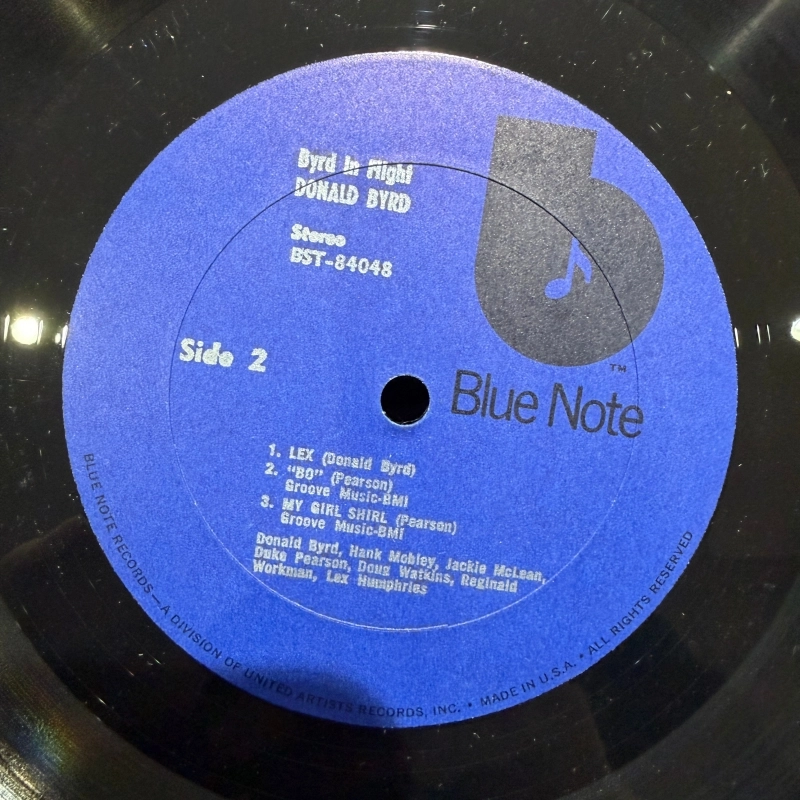 Byrd In Flight
DONALD BYRD
Stereo
BST-84048
Side 2
TM
Blue Note
1. LEX (Donald Byrd)
2. "BO" (Pearson)
Groove Music-BMI
3. MY GIRL SHIRL (Pearson)
Groove Music-BMI
Donald Byrd, Hank Mobley, Jackie McLean,
Duke Pearson, Doug Watkins, Reginald
Workman, Lex Humphries
BLUE NOTE RECORDS — A DIVISION OF UNITED ARTISTS RECORDS, INC. • MADE IN U.S.A. • ALL RIGHTS RESERVED